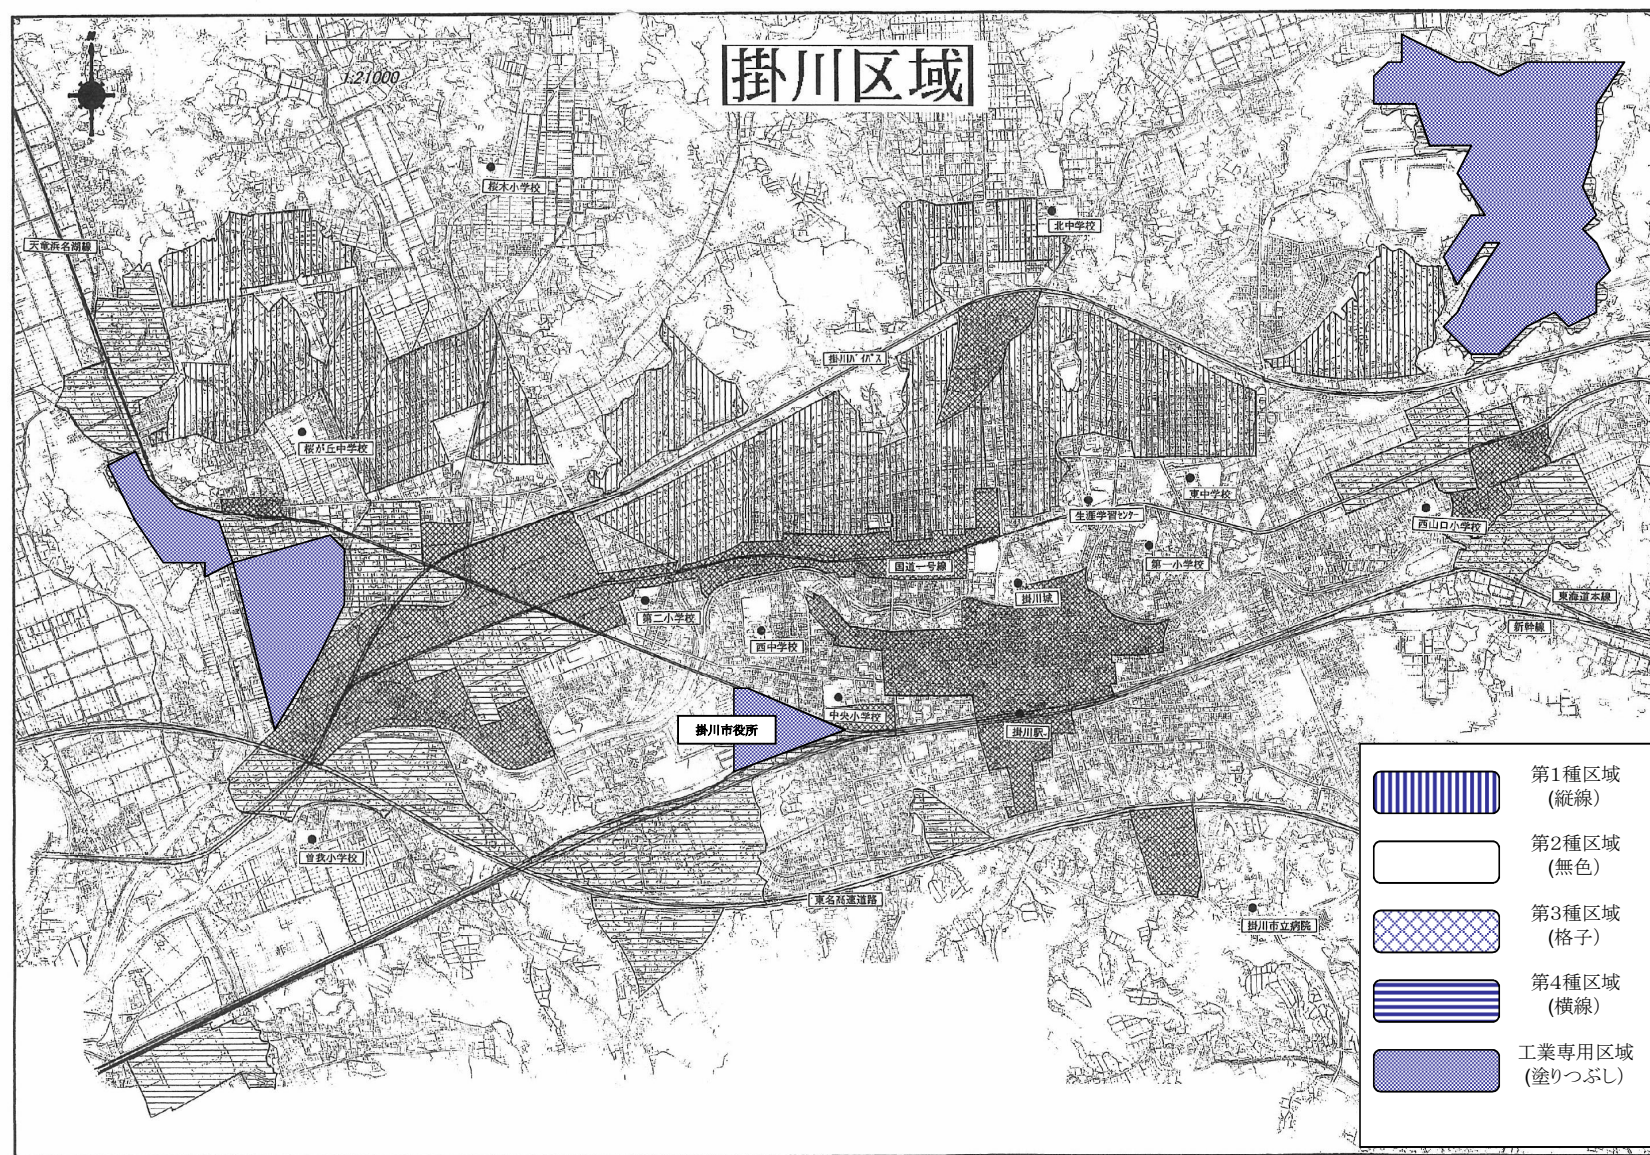 掛川区域
N
1:21000
桜木小学校
北中学校
天竜浜名湖線
掛川バイパス
桜が丘中学校
東中学校
生涯学習センター
西山口小学校
第一小学校
国道一号線
掛川城
東海道本線
第二小学校
新幹線
西中学校
中央小学校
掛川市役所
掛川駅
曽我小学校
東名高速道路
掛川市立病院
第1種区域
(縦線)
第2種区域
(無色)
第3種区域
(格子)
第4種区域
(横線)
工業専用区域
(塗りつぶし)